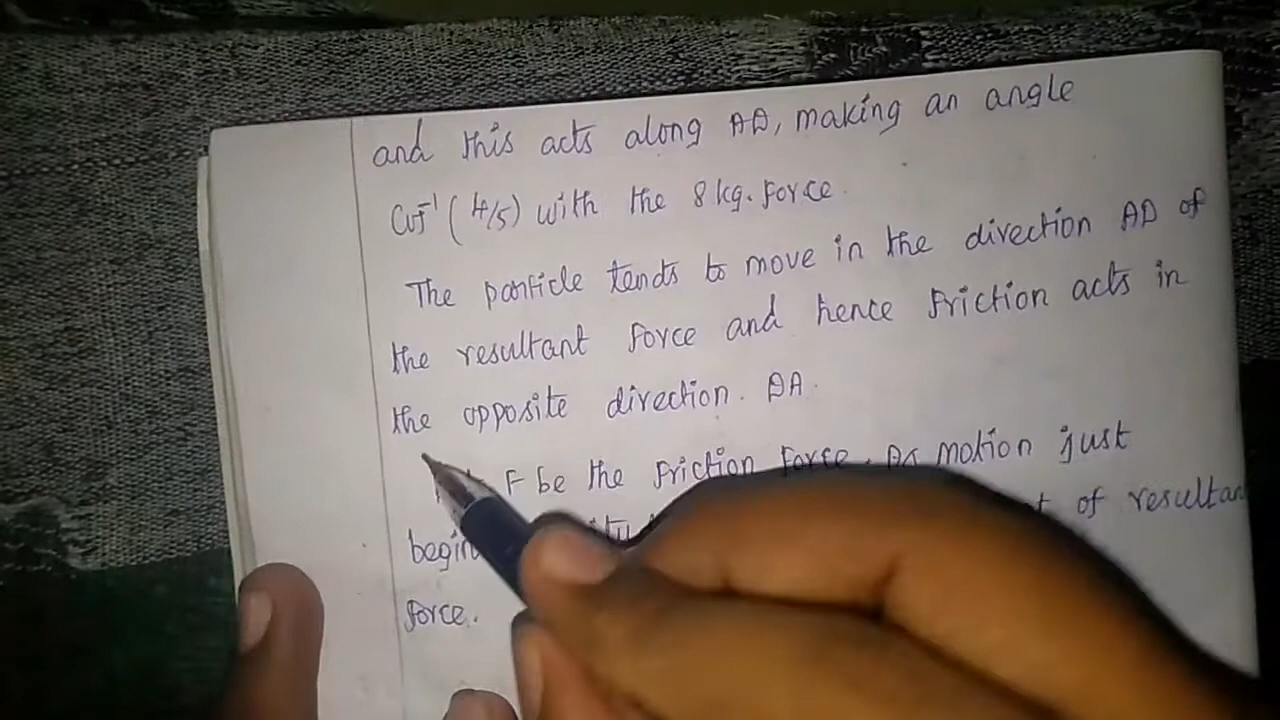 and this acts along AD, making an angle
Cos⁻¹ (4/5) with the 8 kg. force.
The particle tends to move in the direction AD of
the resultant force and hence friction acts in
the opposite direction. DA.
F be the friction force. As motion just
of
force.